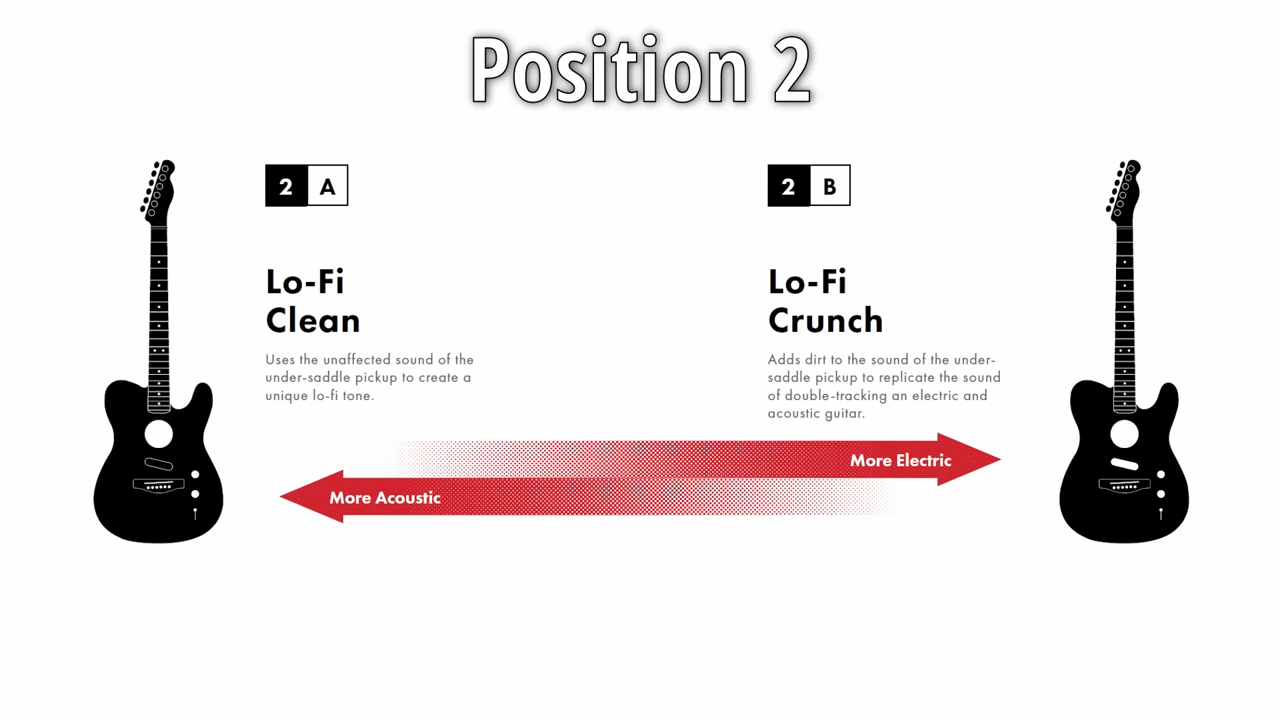 Position 2
2 A
Lo-Fi
Clean
Uses the unaffected sound of the
under-saddle pickup to create a
unique lo-fi tone.
2 B
Lo-Fi
Crunch
Adds dirt to the sound of the under-
saddle pickup to replicate the sound
of double-tracking an electric and
acoustic guitar.
More Electric
More Acoustic